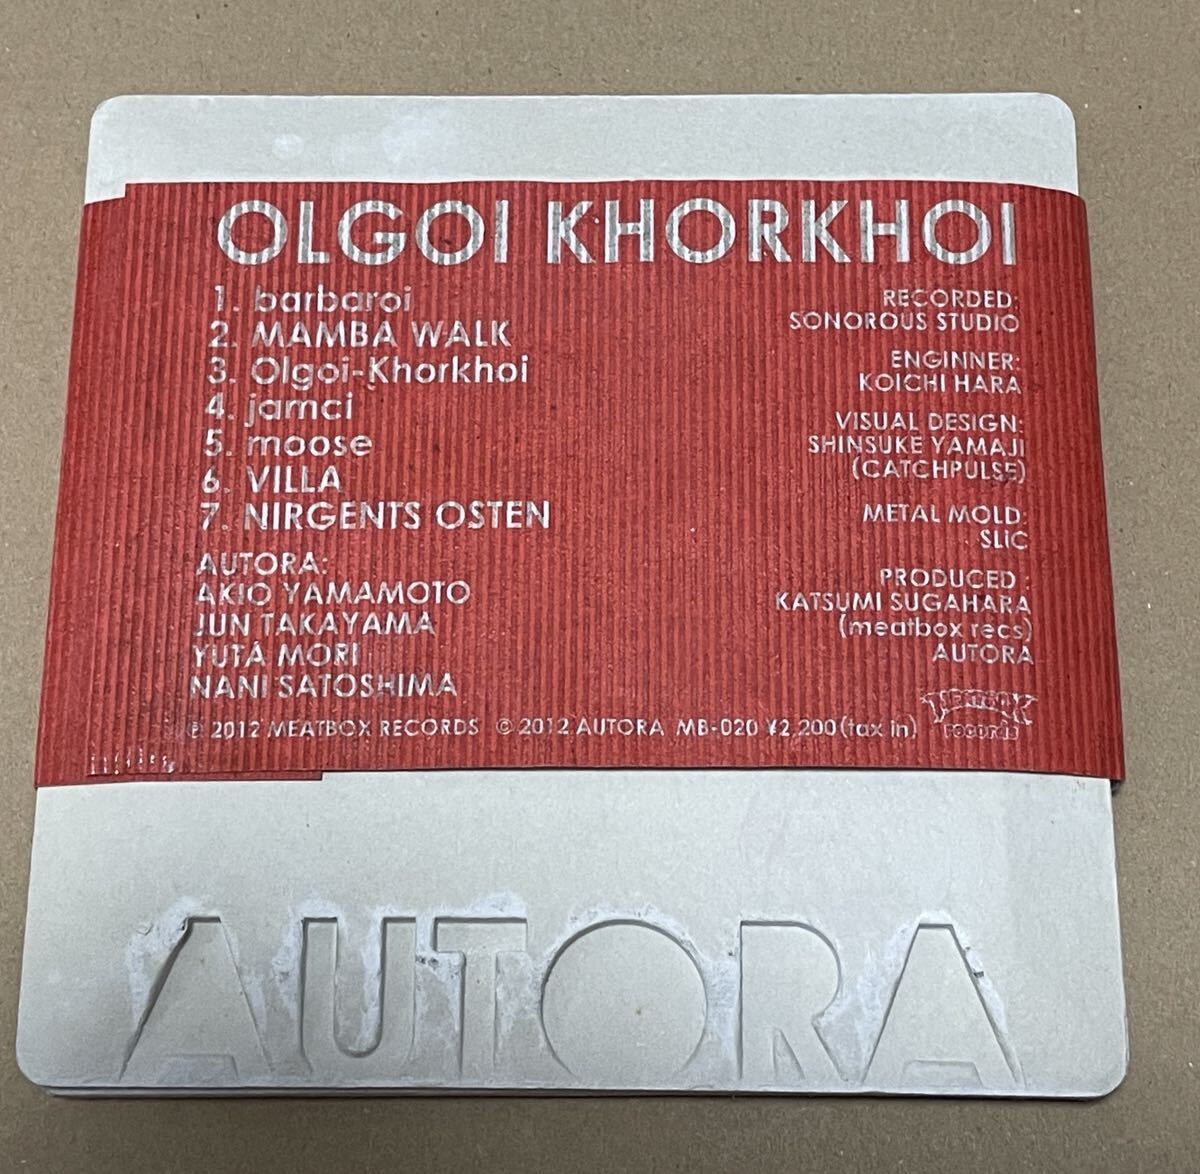 OLGOI KHORKHOI
1. barbaroi
2. MAMBA WALK
3. Olgoi-Khorkhoi
4. jamci
5. moose
6. VILLA
7. NIRGENTS OSTEN
AUTORA:
AKIO YAMAMOTO
JUN TAKAYAMA
YUTA MORI
NANI SATOSHIMA
RECORDED:
SONOROUS STUDIO
ENGINNER:
KOICHI HARA
VISUAL DESIGN:
SHINSUKE YAMAJI
(CATCHPULSE)
METAL MOLD:
SLIC
PRODUCED :
KATSUMI SUGAHARA
(meatbox recs)
AUTORA
MEATBOX
records
℗ 2012 MEATBOX RECORDS © 2012 AUTORA MB-020 ¥2,200(tax in)
AUTORA